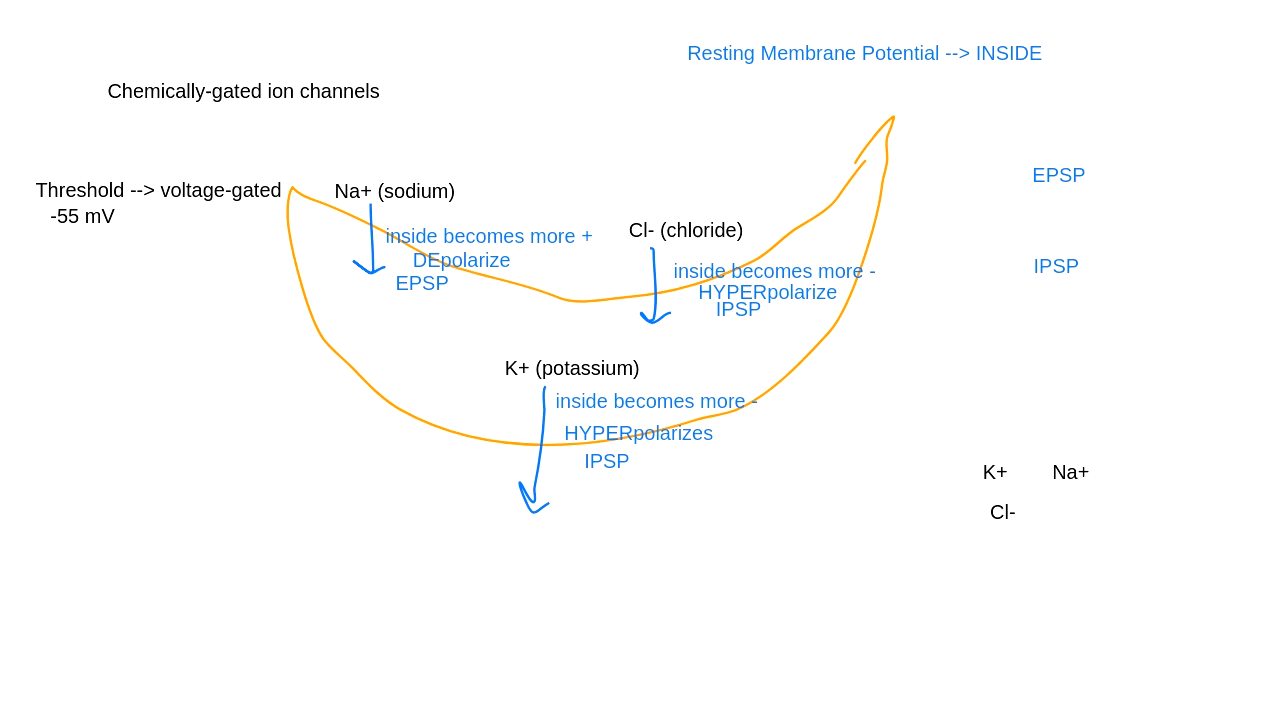 Resting Membrane Potential --> INSIDE
Chemically-gated ion channels
EPSP
Threshold --> voltage-gated
-55 mV
Na+ (sodium)
inside becomes more +
DEpolarize
EPSP
Cl- (chloride)
inside becomes more -
HYPERpolarize
IPSP
IPSP
K+ (potassium)
inside becomes more -
HYPERpolarizes
IPSP
K+ Na+
Cl-